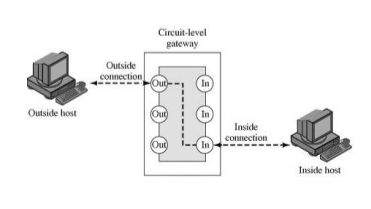 Circuit-level
gateway
Outside
connection
Out
In
Outside host
Out
In
Inside
connection
Out
In
Inside host